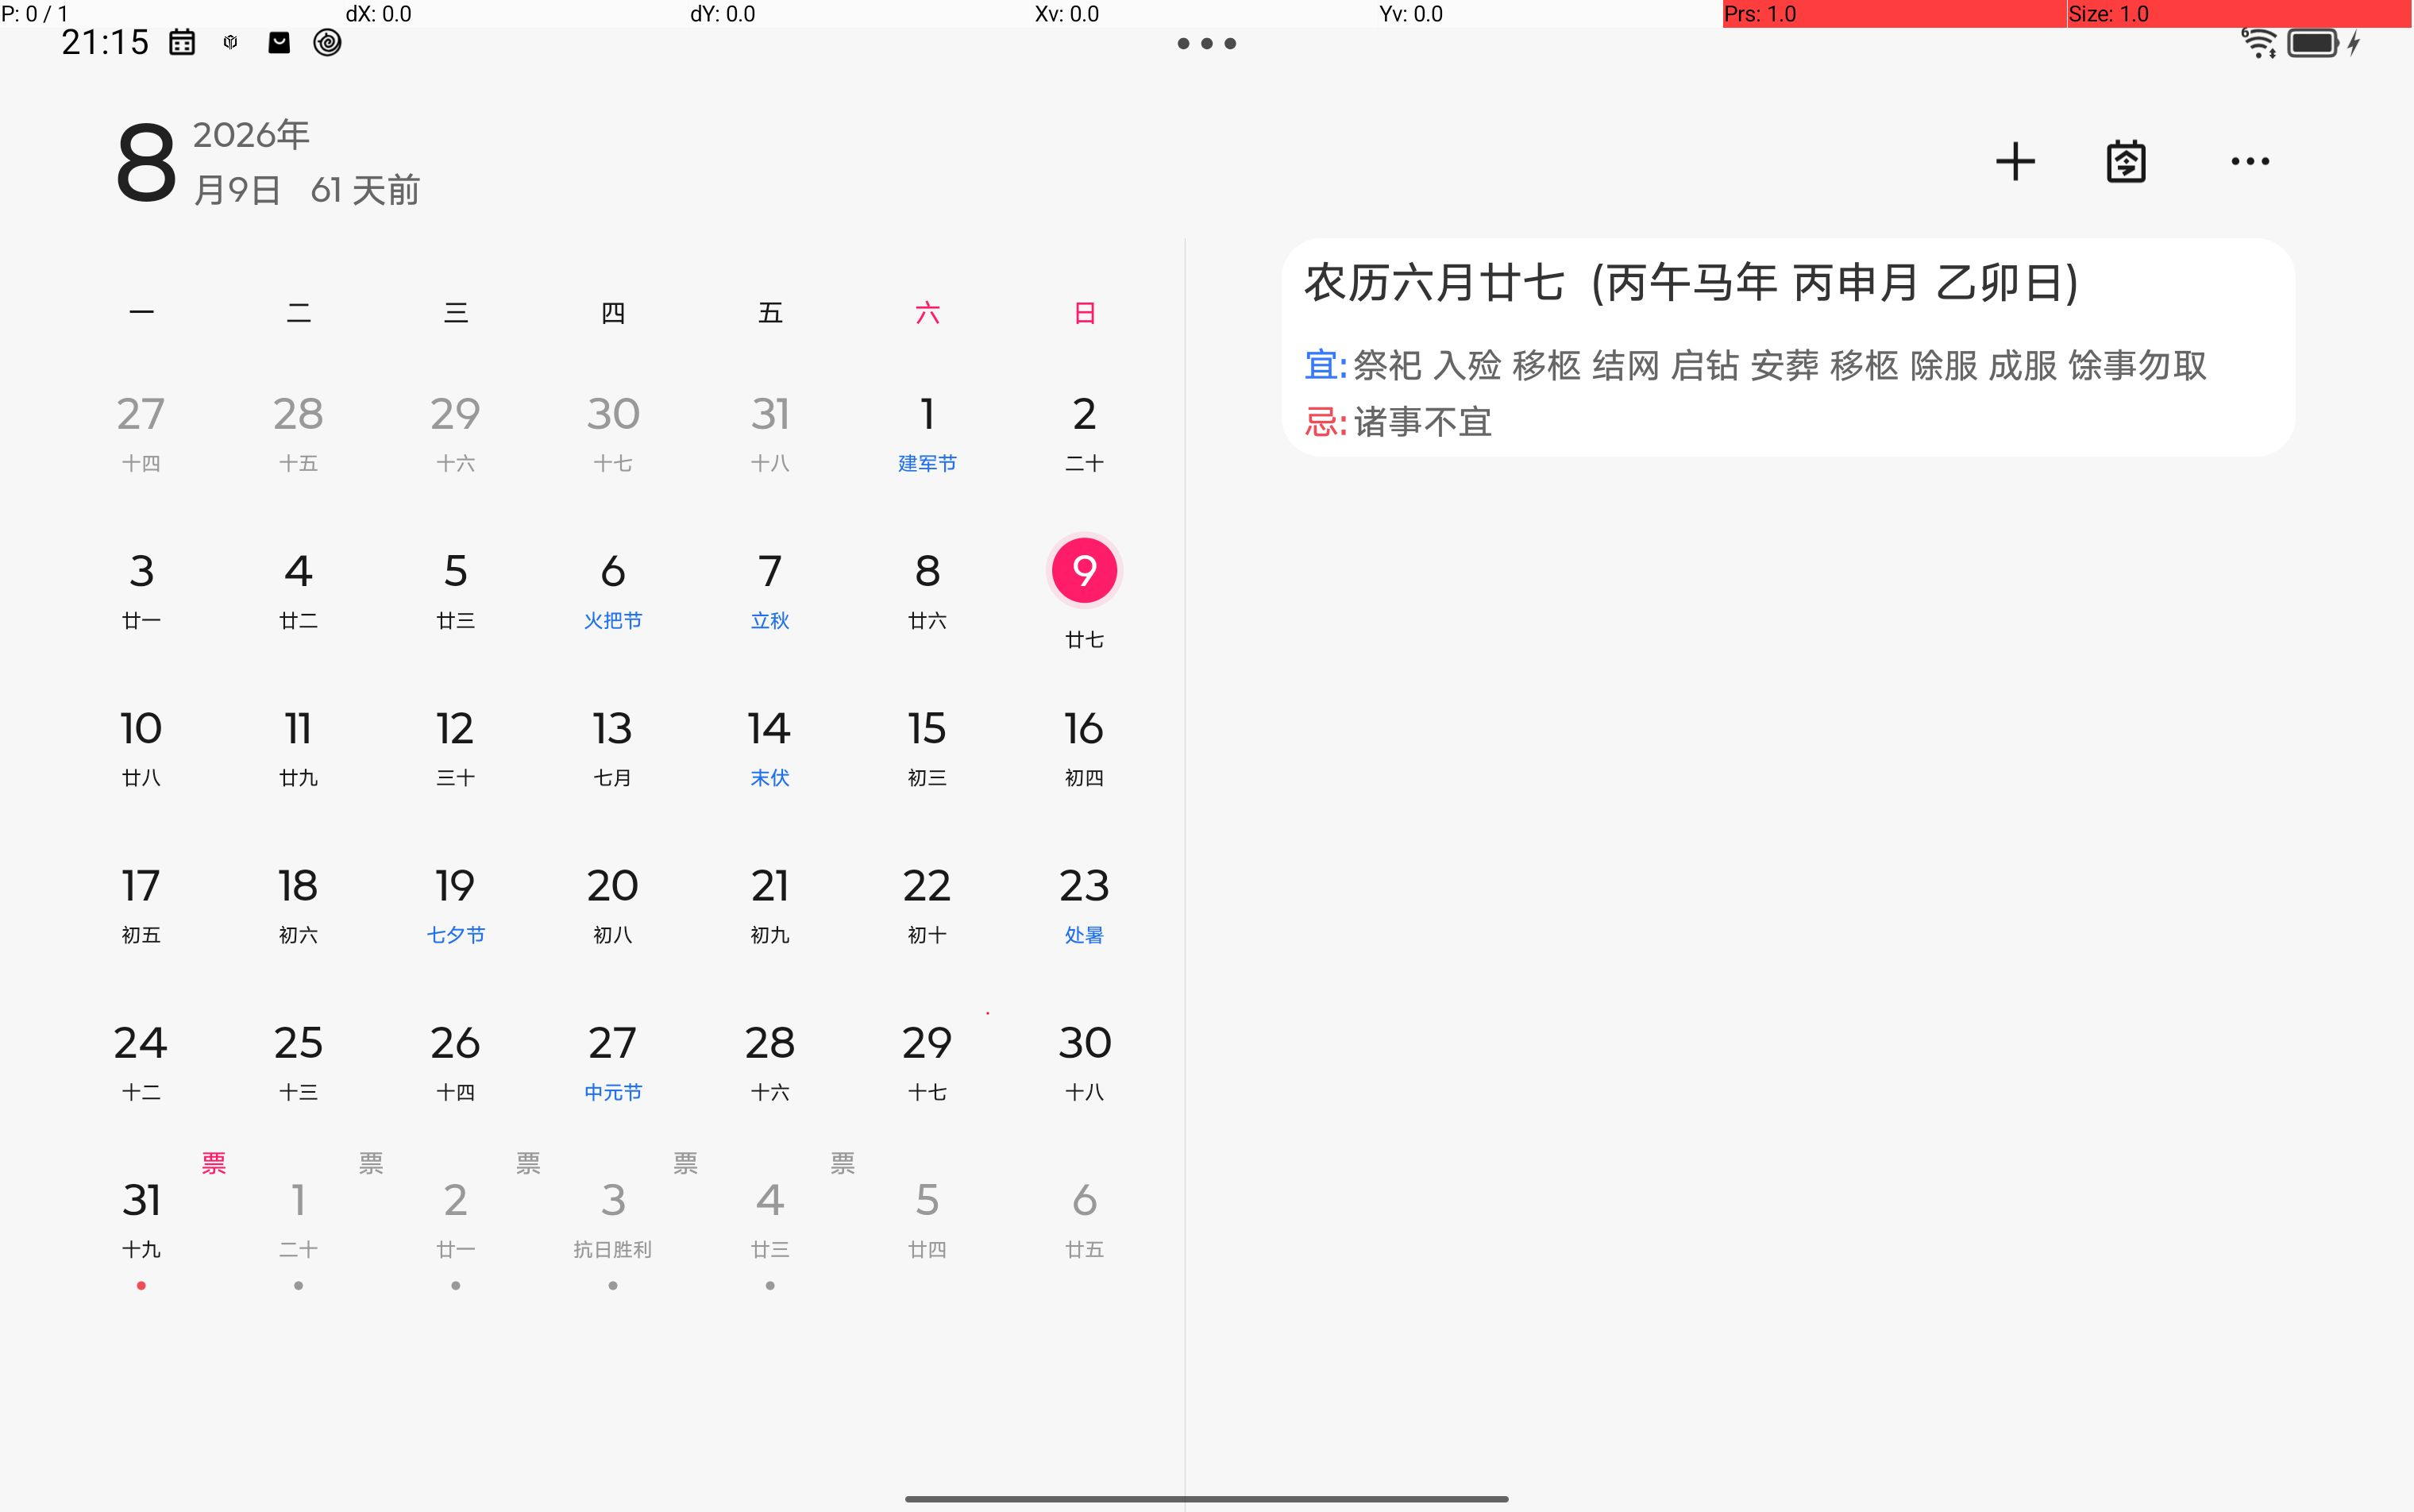 P: 0 / 1 dX: 0.0 dY: 0.0 Xv: 0.0 Yv: 0.0 Prs: 1.0 Size: 1.0
21:15
6
8 2026年
月9日 61 天前
今
一 二 三 四 五 六 日
27 28 29 30 31 1 2
十四 十五 十六 十七 十八 建军节 二十
3 4 5 6 7 8 9
廿一 廿二 廿三 火把节 立秋 廿六 廿七
10 11 12 13 14 15 16
廿八 廿九 三十 七月 末伏 初三 初四
17 18 19 20 21 22 23
初五 初六 七夕节 初八 初九 初十 处暑
24 25 26 27 28 29 30
十二 十三 十四 中元节 十六 十七 十八
票 票 票 票 票
31 1 2 3 4 5 6
十九 二十 廿一 抗日胜利 廿三 廿四 廿五
农历六月廿七 (丙午马年 丙申月 乙卯日)
宜: 祭祀 入殓 移柩 结网 启钻 安葬 移柩 除服 成服 馀事勿取
忌: 诸事不宜